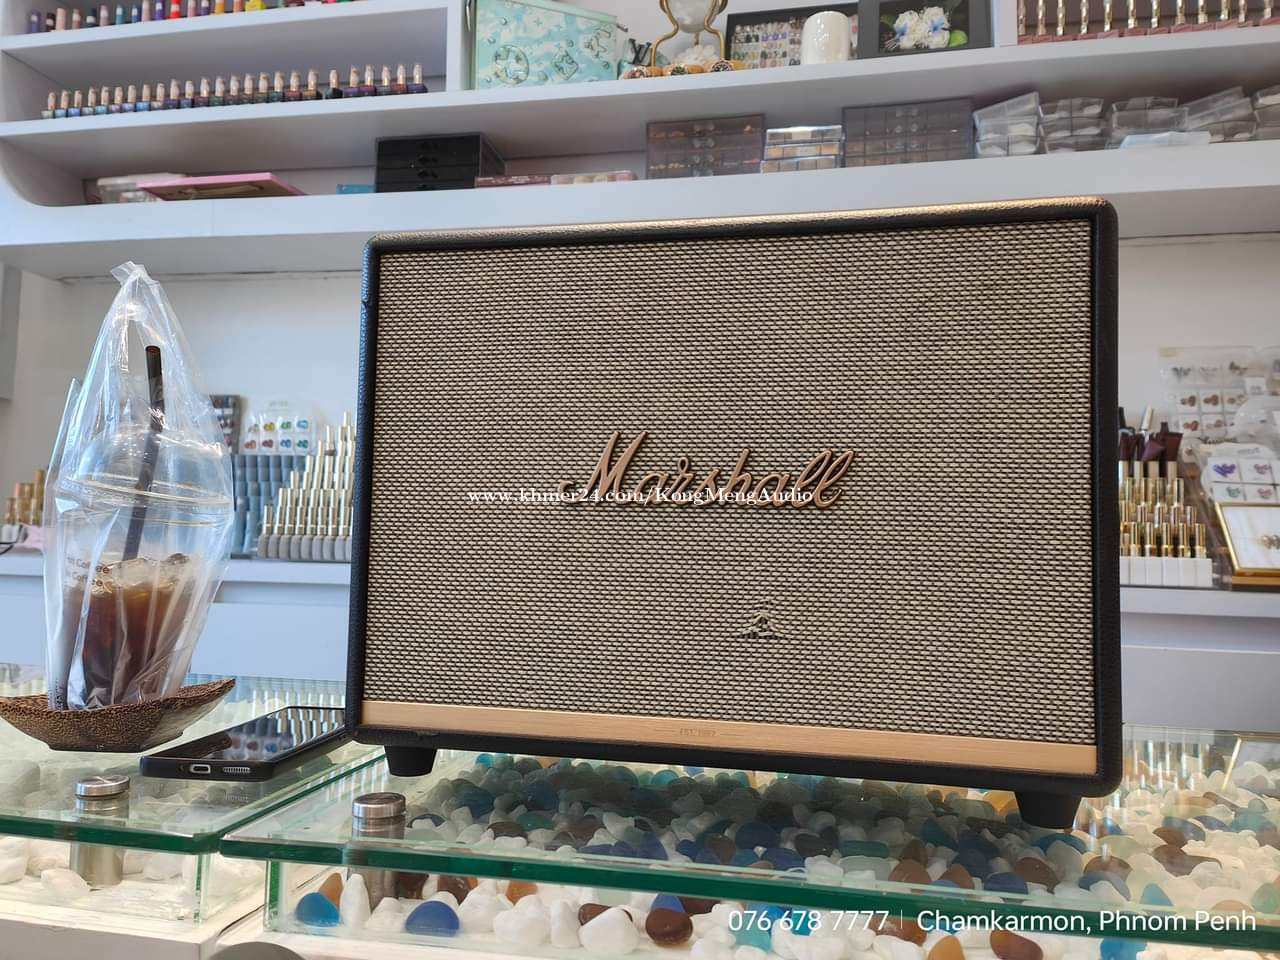 Marshall
www.khmer24.com/KongMengAudio
EST. 1962
076 678 7777 | Chamkarmon, Phnom Penh